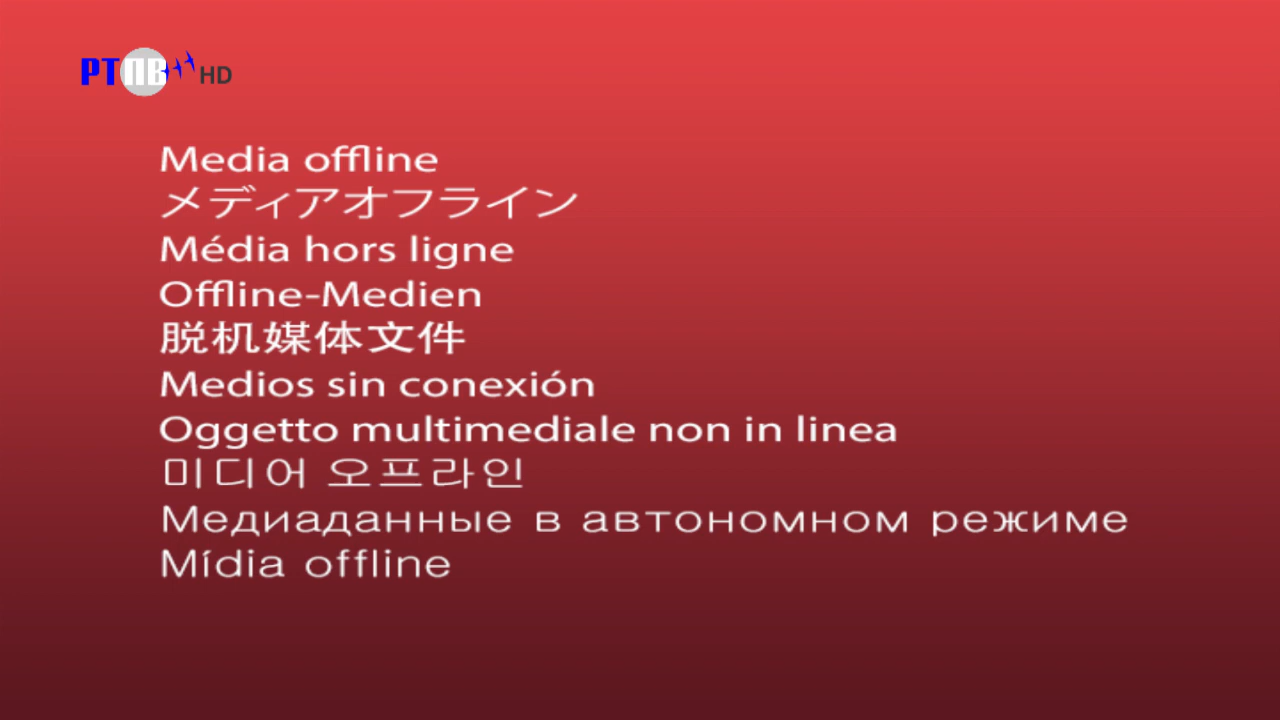 РТПВ HD
Media offline
メディアオフライン
Média hors ligne
Offline-Medien
脱机媒体文件
Medios sin conexión
Oggetto multimediale non in linea
미디어 오프라인
Медиаданные в автономном режиме
Mídia offline